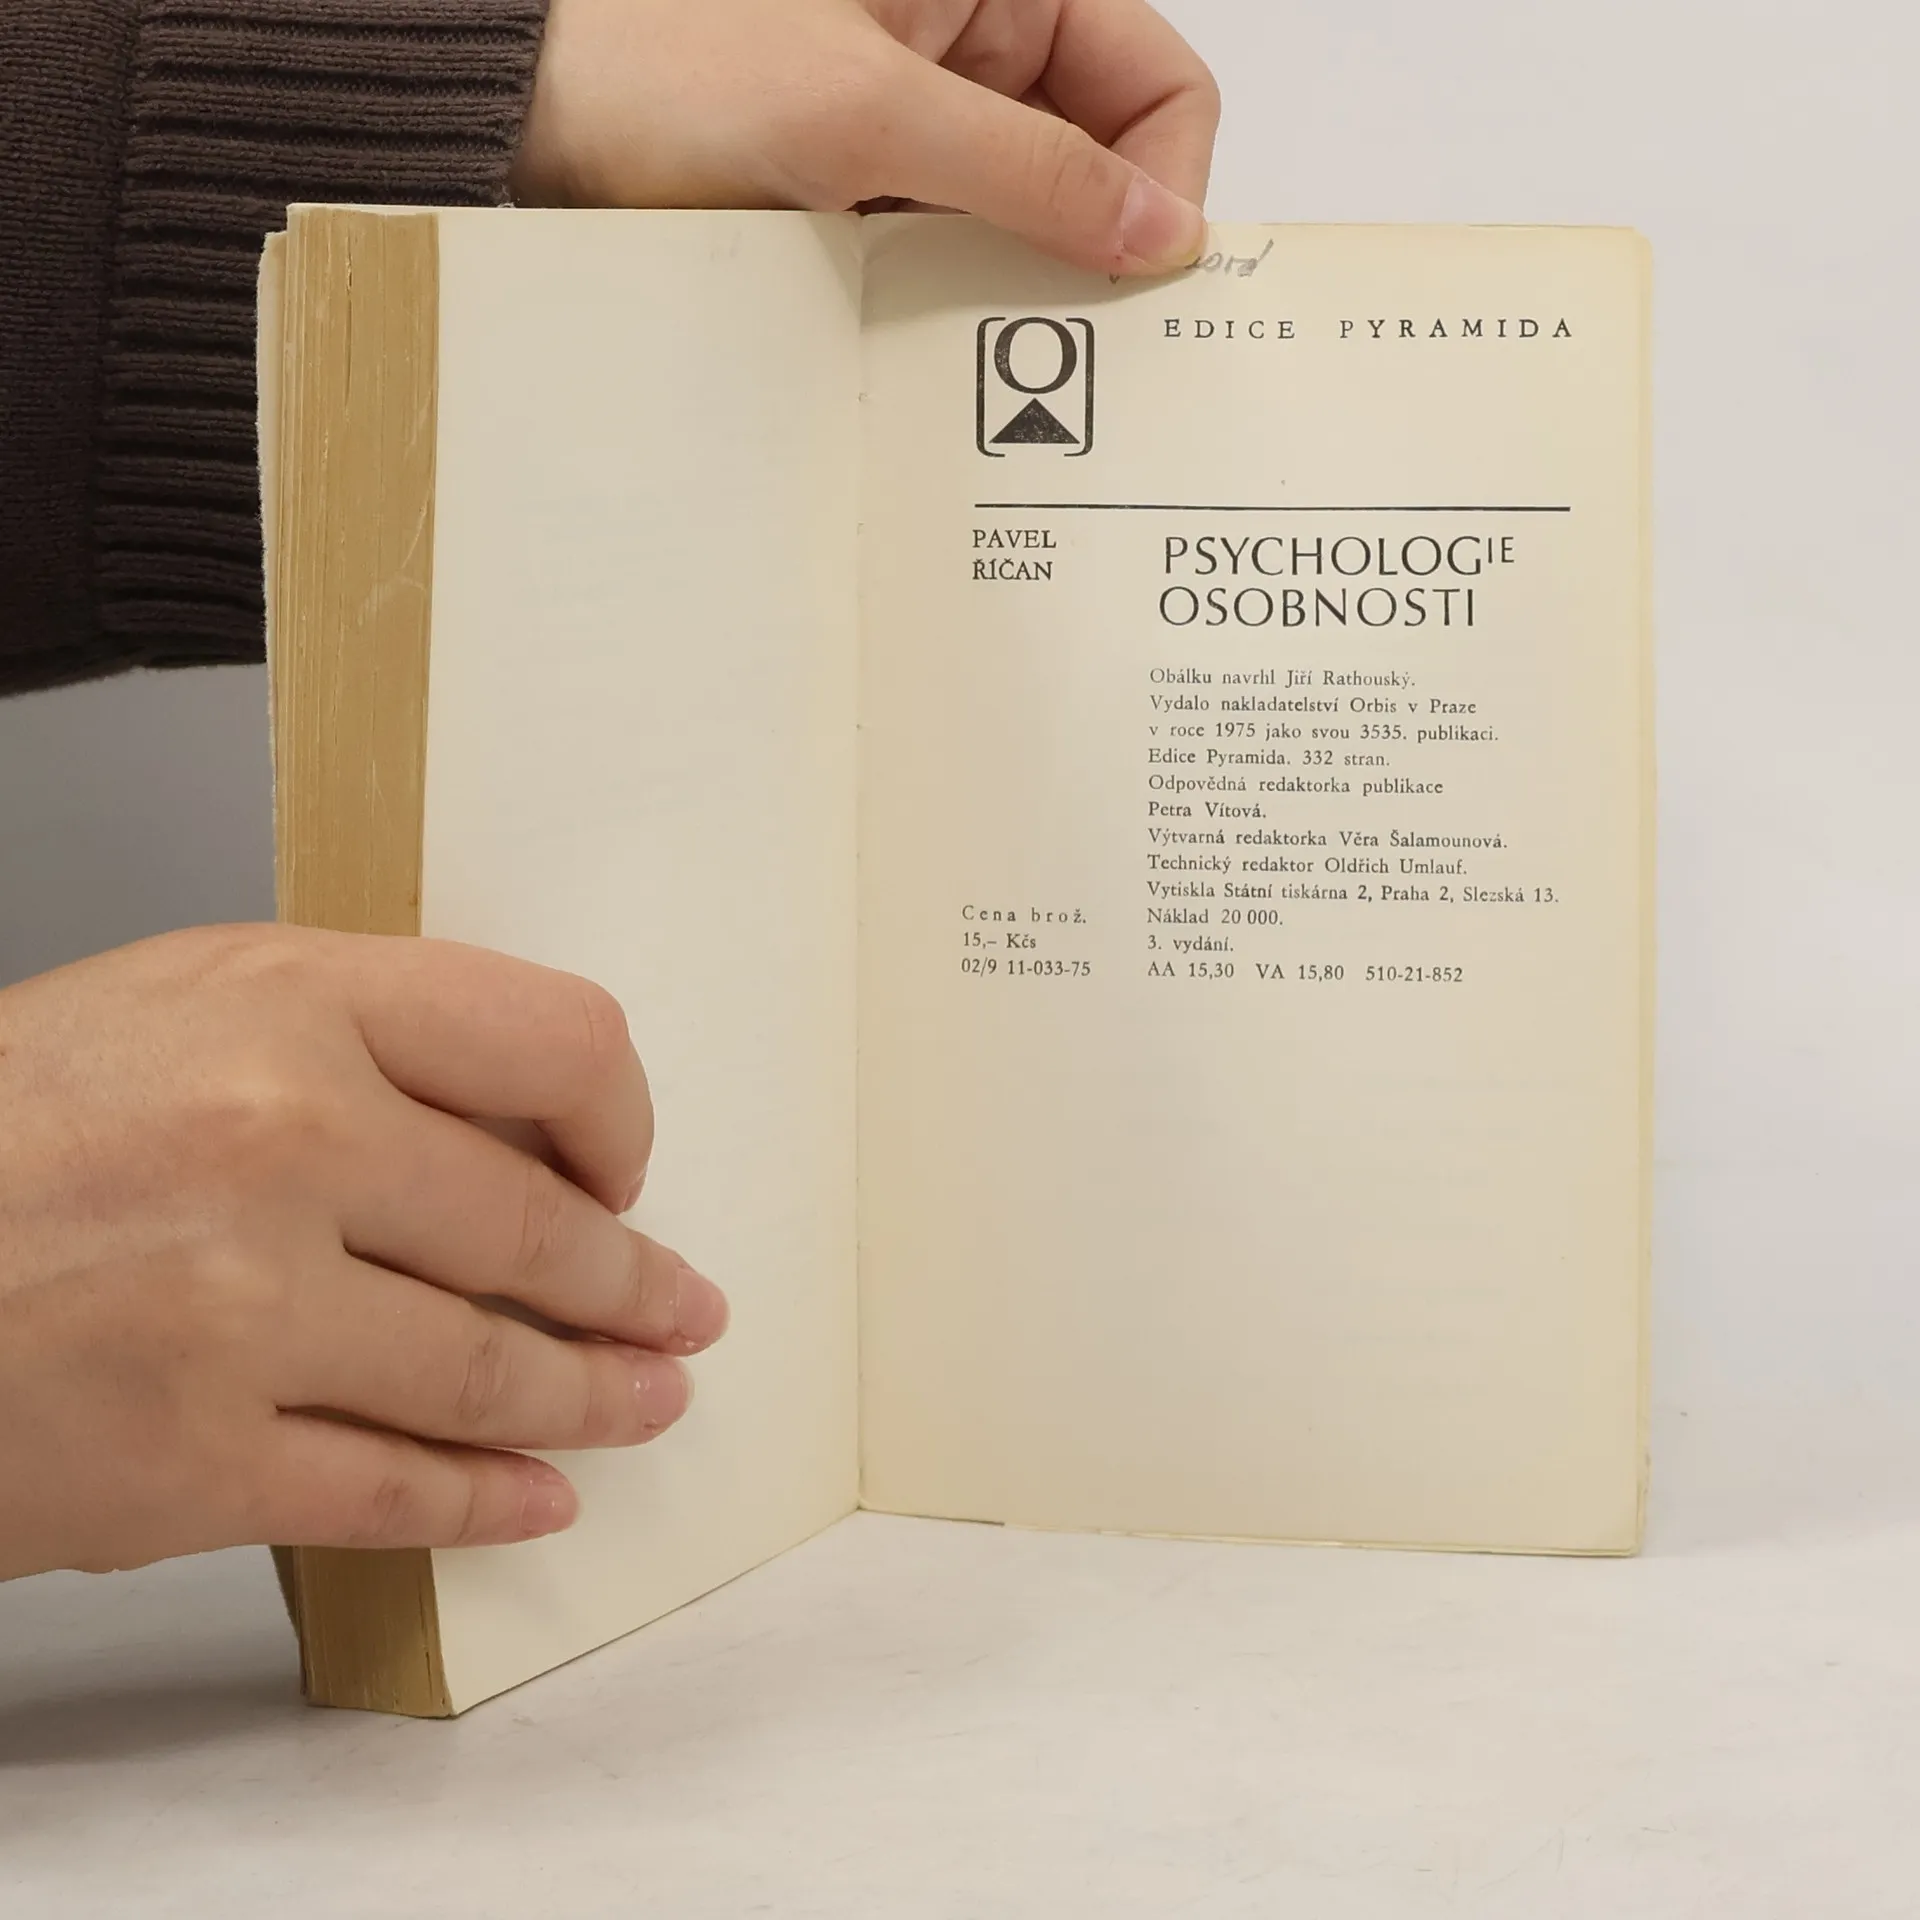 EDICE PYRAMIDA
PAVEL
ŘÍČAN
PSYCHOLOGIE
OSOBNOSTI
Obálku navrhl Jiří Rathouský.
Vydalo nakladatelství Orbis v Praze
v roce 1975 jako svou 3535. publikaci.
Edice Pyramida. 332 stran.
Odpovědná redaktorka publikace
Petra Vítová.
Výtvarná redaktorka Věra Šalamounová.
Technický redaktor Oldřich Umlauf.
Vytiskla Státní tiskárna 2, Praha 2, Slezská 13.
Náklad 20 000.
3. vydání.
AA 15,30 VA 15,80 510-21-852
Cena brož.
15,– Kčs
02/9 11-033-75